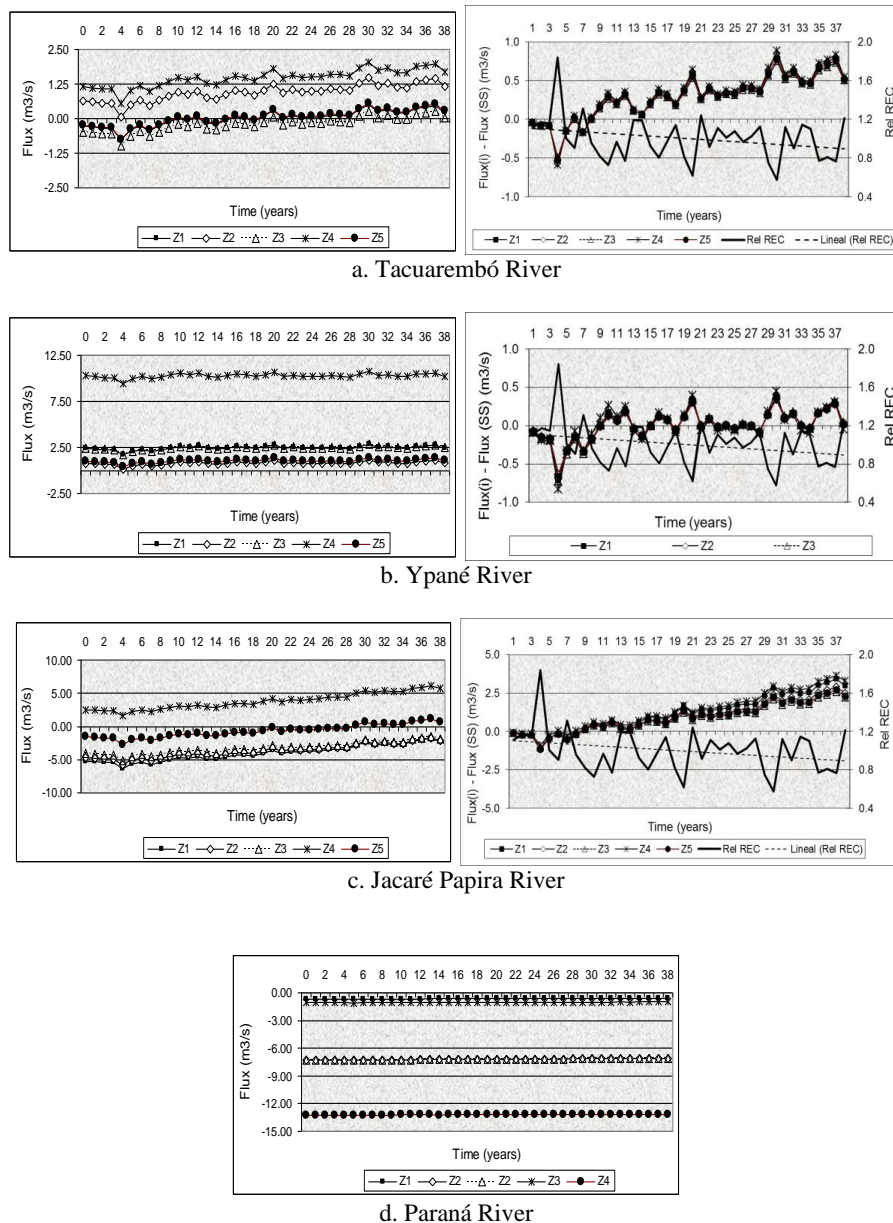 0 2 4 6 8 10 12 14 16 18 20 22 24 26 28 30 32 34 36 38
2.50
1.25
0.00
-1.25
-2.50
Flux (m3/s)
Time (years)
Z1 Z2 Z3 Z4 Z5
1 3 5 7 9 11 13 15 17 19 21 23 25 27 29 31 33 35 37
1.0
0.5
0.0
-0.5
-1.0
Flux(i) - Flux (SS) (m3/s)
2.0
1.6
1.2
0.8
0.4
Rel REC
Time (years)
Z1 Z2 Z3 Z4 Z5 Rel REC Lineal (Rel REC)
a. Tacuarembó River
0 2 4 6 8 10 12 14 16 18 20 22 24 26 28 30 32 34 36 38
12.50
7.50
2.50
-2.50
Flux (m3/s)
Time (years)
Z1 Z2 Z3 Z4 Z5
1 3 5 7 9 11 13 15 17 19 21 23 25 27 29 31 33 35 37
1.0
0.5
0.0
-0.5
-1.0
Flux(i) - Flux (SS) (m3/s)
2.0
1.6
1.2
0.8
0.4
Rel REC
Time (years)
Z1 Z2 Z3
b. Ypané River
0 2 4 6 8 10 12 14 16 18 20 22 24 26 28 30 32 34 36 38
10.00
5.00
0.00
-5.00
-10.00
Flux (m3/s)
Time (years)
Z1 Z2 Z3 Z4 Z5
1 3 5 7 9 11 13 15 17 19 21 23 25 27 29 31 33 35 37
5.0
2.5
0.0
-2.5
-5.0
Flux(i) - Flux (SS) (m3/s)
2.0
1.6
1.2
0.8
0.4
Rel REC
Time (years)
Z1 Z2 Z3 Z4 Z5 Rel REC Lineal (Rel REC)
c. Jacaré Papira River
0 2 4 6 8 10 12 14 16 18 20 22 24 26 28 30 32 34 36 38
0.00
-3.00
-6.00
-9.00
-12.00
-15.00
Flux (m3/s)
Time (years)
Z1 Z2 Z2 Z3 Z4
d. Paraná River